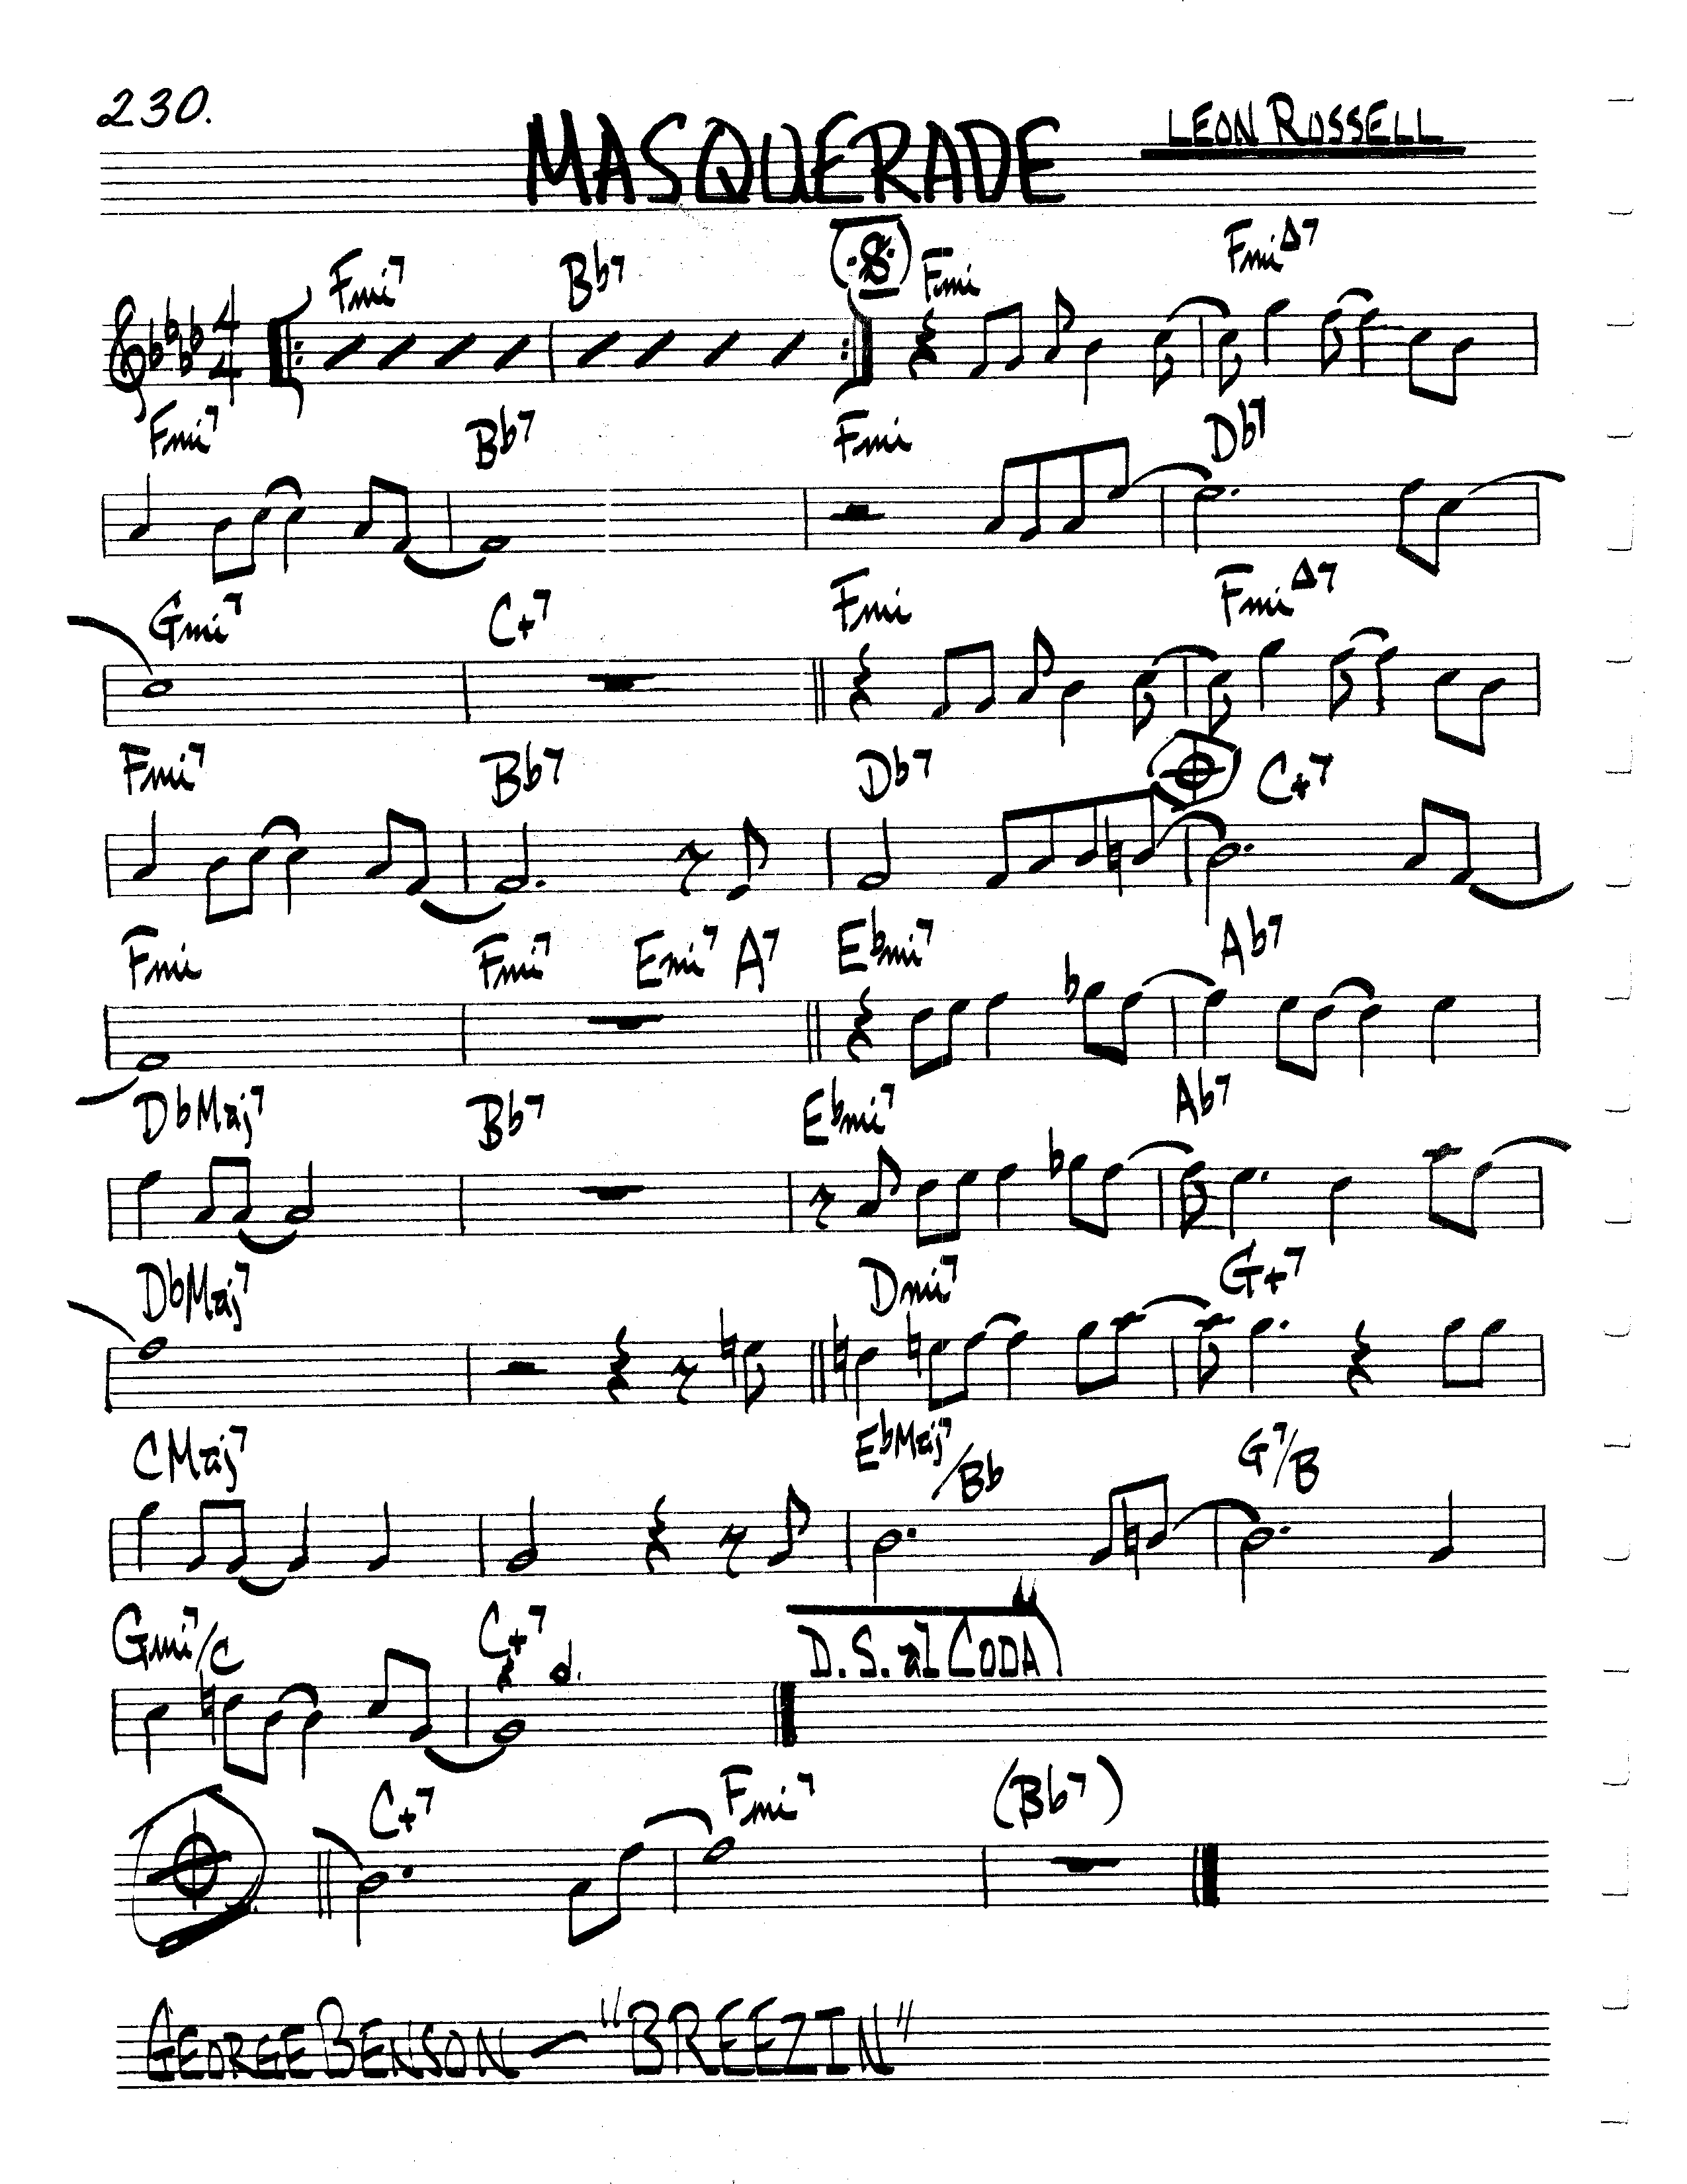 230.
MASQUERADE
LEON RUSSELL
Fmi7 Bb7 Fmi FmiΔ7
4
4
Fmi7 Bb7 Fmi Db7
Gmi7 C+7 Fmi FmiΔ7
Fmi7 Bb7 Db7 C+7
Fmi Fmi7 Emi7 A7 Ebmi7 Ab7
DbMaj7 Bb7 Ebmi7 Ab7
DbMaj7 Dmi7 G+7
CMaj7 EbMaj7/Bb G7/B
Gmi7/C C+7 D.S. al CODA
C+7 Fmi7 (Bb7)
GEORGE BENSON — "BREEZIN"